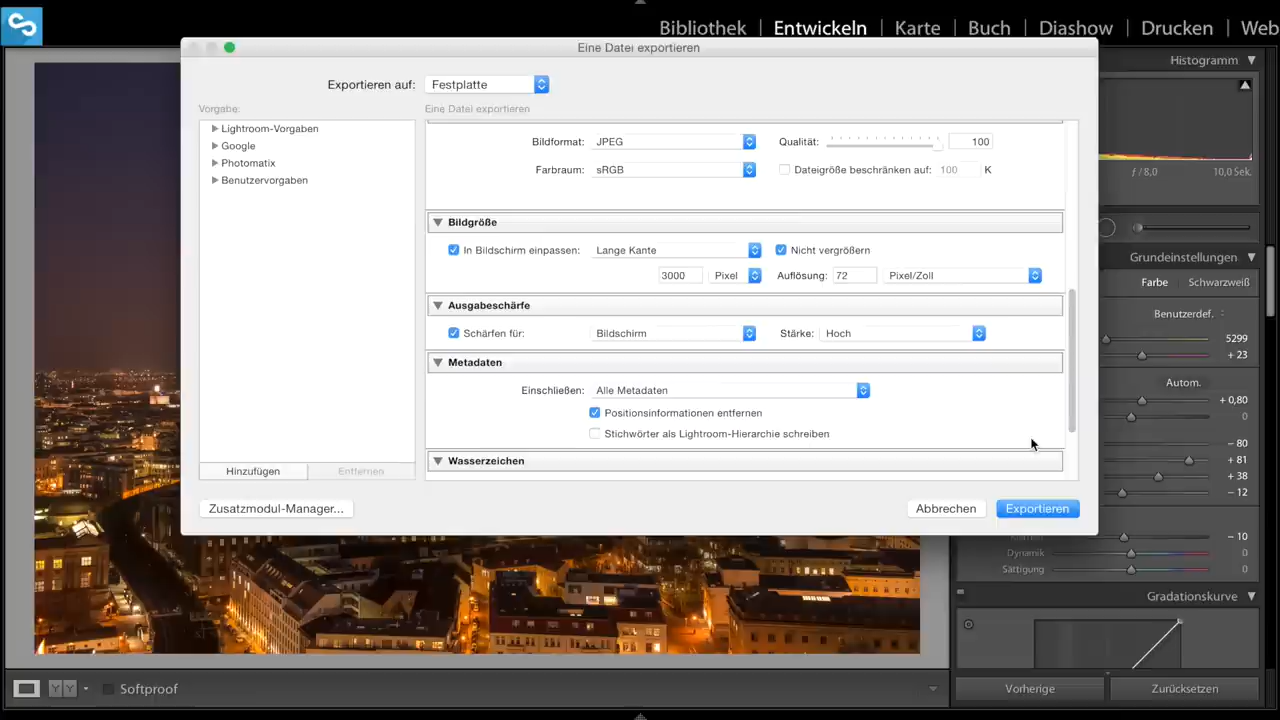 Bibliothek | Entwickeln | Karte | Buch | Diashow | Drucken | Web
Eine Datei exportieren
Histogramm
Exportieren auf: Festplatte
Vorgabe:
Eine Datei exportieren
Lightroom-Vorgaben
Google
Photomatix
Benutzervorgaben
Hinzufügen
Entfernen
Bildformat: JPEG
Qualität: 100
Farbraum: sRGB
Dateigröße beschränken auf: 100 K
Bildgröße
In Bildschirm einpassen: Lange Kante
Nicht vergrößern
3000 Pixel
Auflösung: 72 Pixel/Zoll
Ausgabeschärfe
Schärfen für: Bildschirm
Stärke: Hoch
Metadaten
Einschließen: Alle Metadaten
Positionsinformationen entfernen
Stichwörter als Lightroom-Hierarchie schreiben
Wasserzeichen
Zusatzmodul-Manager...
Abbrechen
Exportieren
ƒ / 8,0
10,0 Sek.
Grundeinstellungen
Farbe
Schwarzweiß
Benutzerdef.
5299
+ 23
Autom.
+ 0,80
0
− 80
+ 81
+ 38
− 12
− 10
Dynamik 0
Sättigung 0
Gradationskurve
YY
Softproof
Vorherige
Zurücksetzen